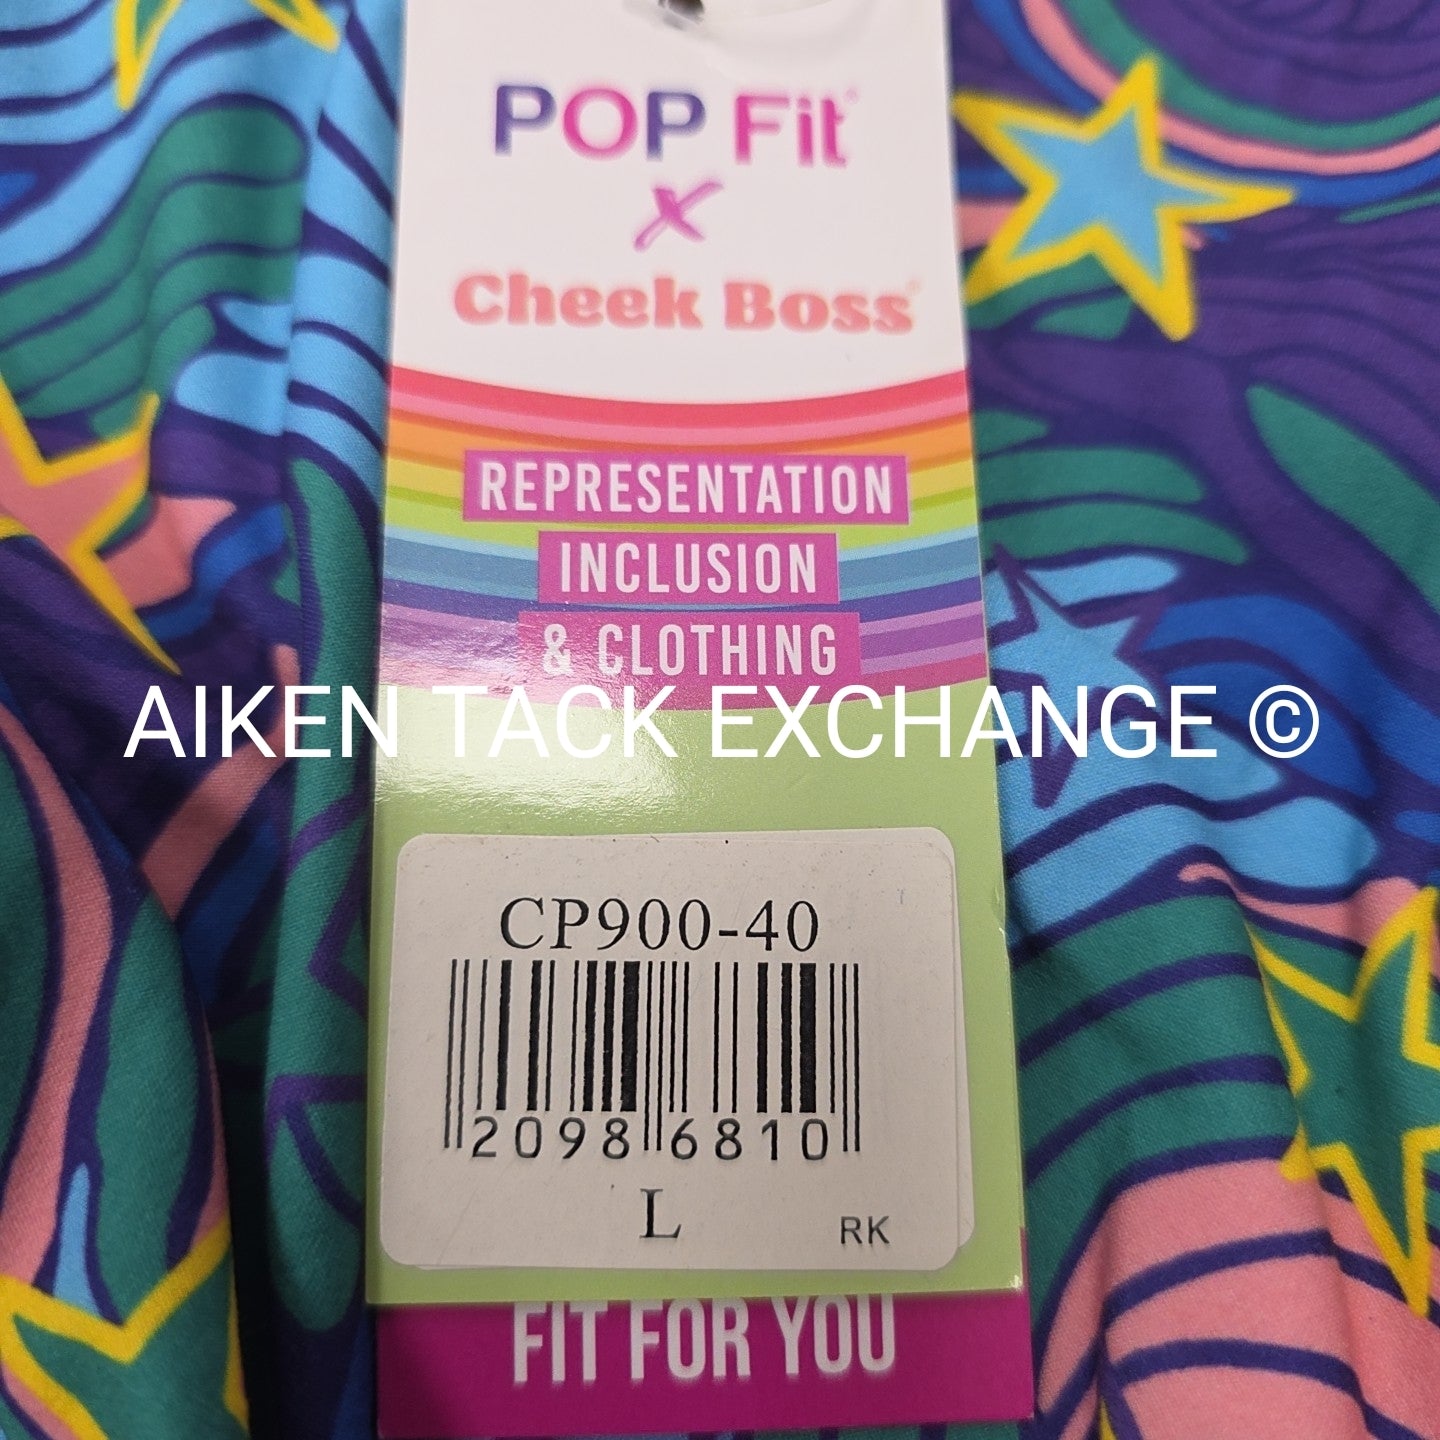 POP Fit®
X
Cheek Boss®
REPRESENTATION
INCLUSION
& CLOTHING
AIKEN TACK EXCHANGE ©
CP900-40
2098 6810
L
RK
FIT FOR YOU